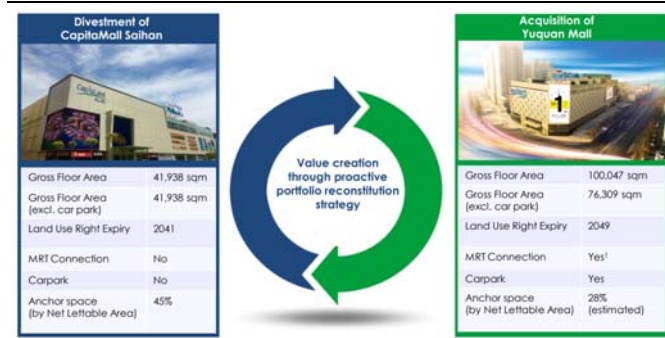 Divestment of
CapitaMall Saihan
Gross Floor Area 41,938 sqm
Gross Floor Area 41,938 sqm
(excl. car park)
Land Use Right Expiry 2041
MRT Connection No
Carpark No
Anchor space 45%
(by Net Lettable Area)
Value creation
through proactive
portfolio reconstitution
strategy
Acquisition of
Yuquan Mall
1
Gross Floor Area 100,047 sqm
Gross Floor Area 76,309 sqm
(excl. car park)
Land Use Right Expiry 2049
MRT Connection Yes¹
Carpark Yes
Anchor space 28%
(by Net Lettable Area) (estimated)